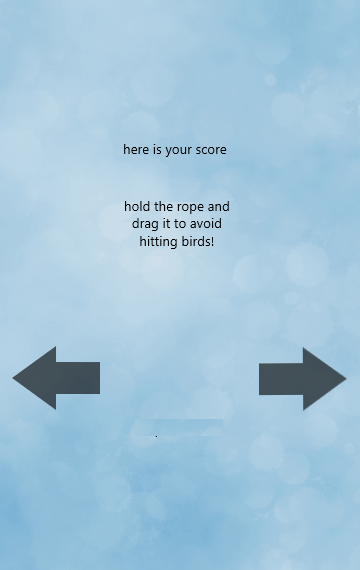 here is your score
hold the rope and
drag it to avoid
hitting birds!